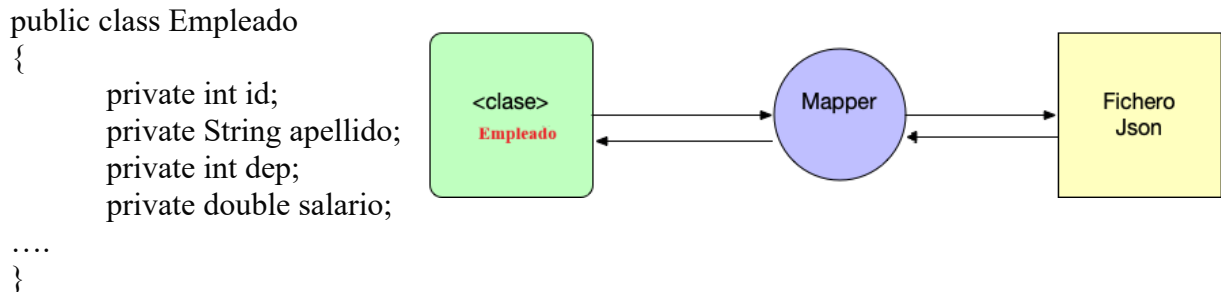 public class Empleado
{
private int id;
private String apellido;
private int dep;
private double salario;
….
}
<clase>
Empleado
Mapper
Fichero
Json